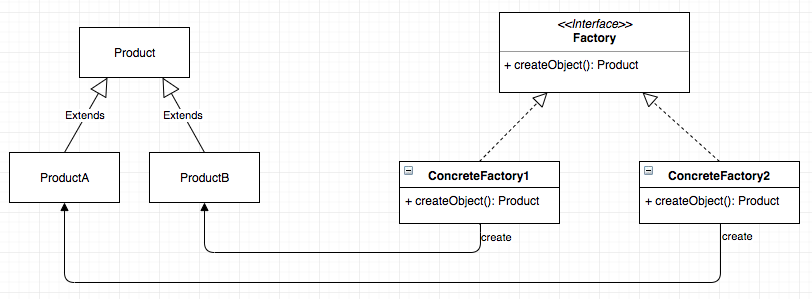 Product
Extends
Extends
ProductA
ProductB
<<Interface>>
Factory
+ createObject(): Product
ConcreteFactory1
+ createObject(): Product
ConcreteFactory2
+ createObject(): Product
create
create